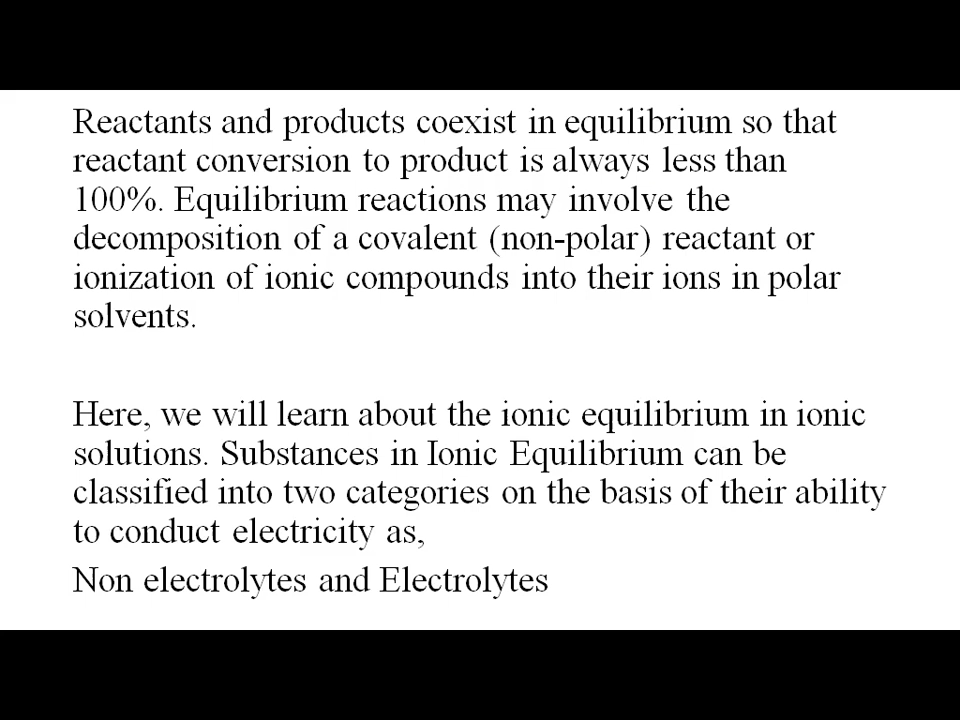 Reactants and products coexist in equilibrium so that
reactant conversion to product is always less than
100%. Equilibrium reactions may involve the
decomposition of a covalent (non-polar) reactant or
ionization of ionic compounds into their ions in polar
solvents.
Here, we will learn about the ionic equilibrium in ionic
solutions. Substances in Ionic Equilibrium can be
classified into two categories on the basis of their ability
to conduct electricity as,
Non electrolytes and Electrolytes